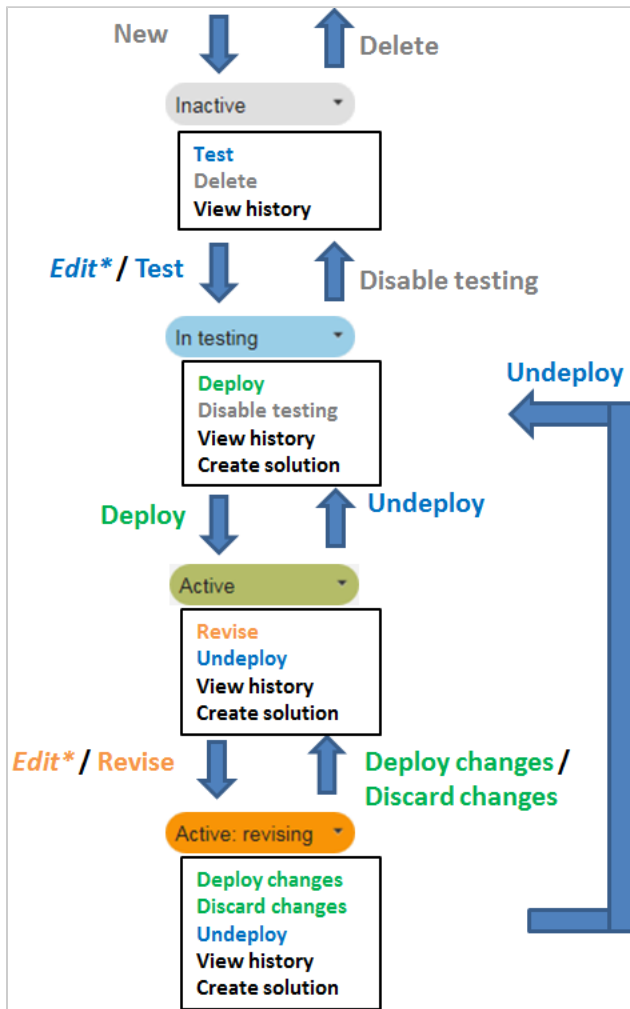 New
Delete
Inactive
Test
Delete
View history
Edit* / Test
Disable testing
In testing
Undeploy
Deploy
Disable testing
View history
Create solution
Deploy
Undeploy
Active
Revise
Undeploy
View history
Create solution
Edit* / Revise
Deploy changes /
Discard changes
Active: revising
Deploy changes
Discard changes
Undeploy
View history
Create solution